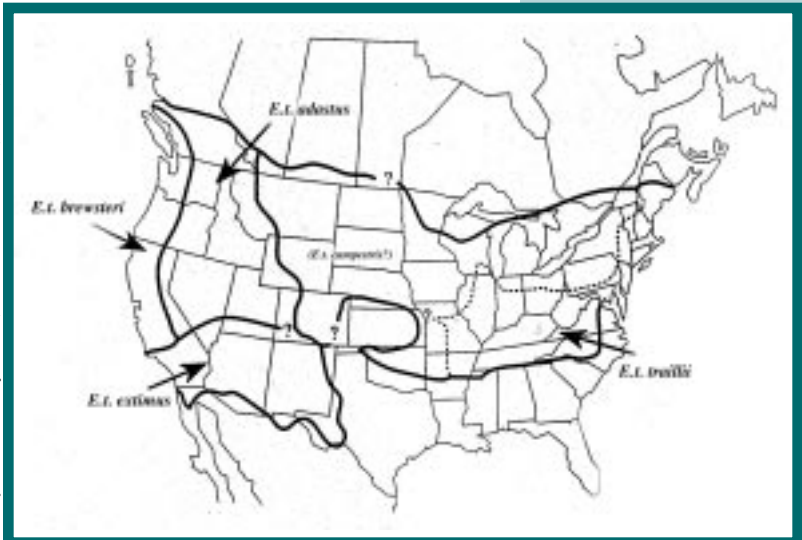 E.t. adastus
?
E.t. brewsteri
(E.t. campestris?)
?
?
?
E.t. traillii
E.t. extimus